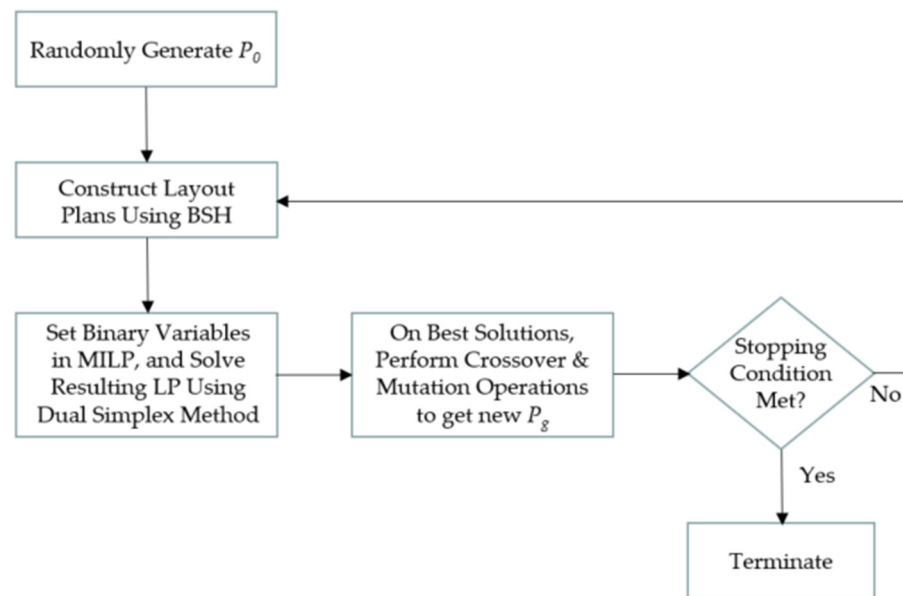 Randomly Generate P₀
Construct Layout
Plans Using BSH
Set Binary Variables
in MILP, and Solve
Resulting LP Using
Dual Simplex Method
On Best Solutions,
Perform Crossover &
Mutation Operations
to get new P_g
Stopping
Condition
Met?
No
Yes
Terminate